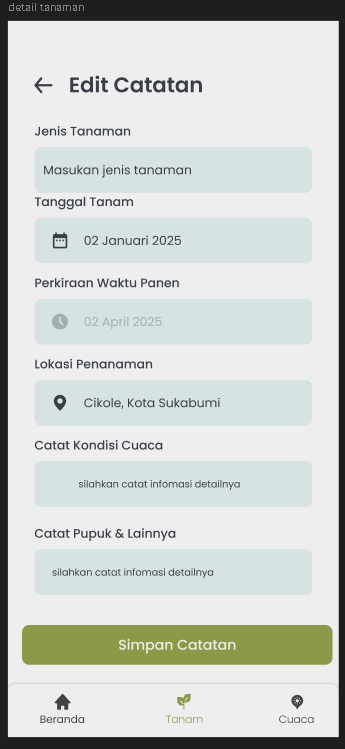 detail tanaman
Edit Catatan
Jenis Tanaman
Masukan jenis tanaman
Tanggal Tanam
02 Januari 2025
Perkiraan Waktu Panen
02 April 2025
Lokasi Penanaman
Cikole, Kota Sukabumi
Catat Kondisi Cuaca
silahkan catat infomasi detailnya
Catat Pupuk & Lainnya
silahkan catat infomasi detailnya
Simpan Catatan
Beranda
Tanam
Cuaca